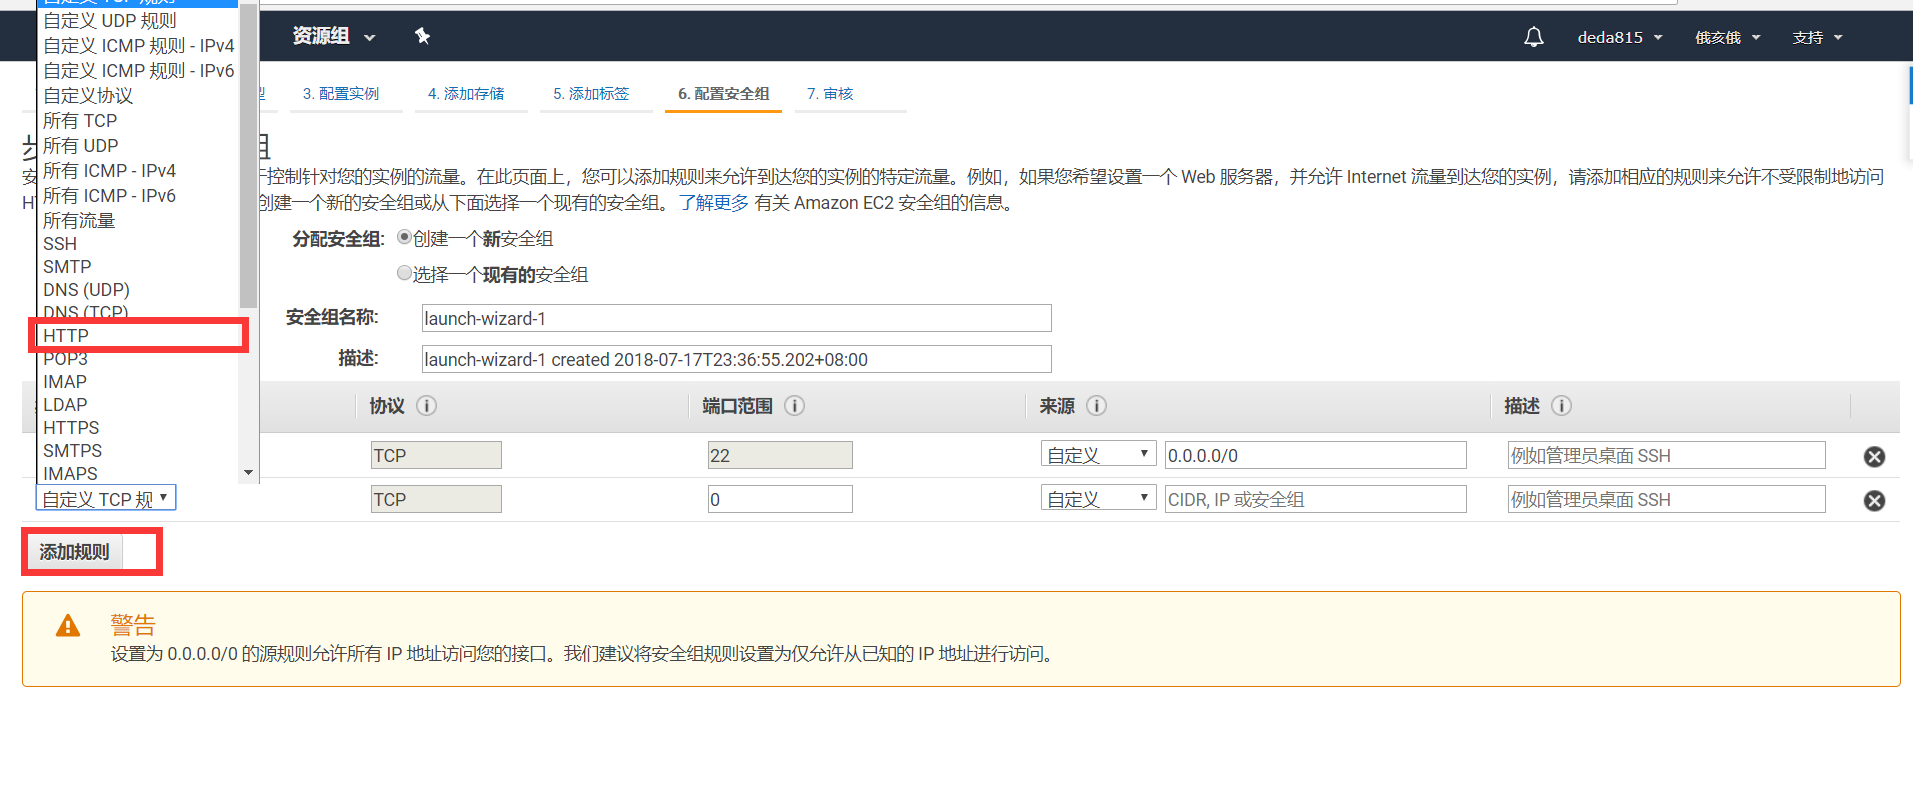 自定义 TCP 规则
自定义 UDP 规则
自定义 ICMP 规则 - IPv4
自定义 ICMP 规则 - IPv6
自定义协议
所有 TCP
所有 UDP
所有 ICMP - IPv4
所有 ICMP - IPv6
所有流量
SSH
SMTP
DNS (UDP)
DNS (TCP)
HTTP
POP3
IMAP
LDAP
HTTPS
SMTPS
IMAPS
资源组
deda815
俄亥俄
支持
型
3. 配置实例
4. 添加存储
5. 添加标签
6. 配置安全组
7. 审核
组
控制针对您的实例的流量。在此页面上，您可以添加规则来允许到达您的实例的特定流量。例如，如果您希望设置一个 Web 服务器，并允许 Internet 流量到达您的实例，请添加相应的规则来允许不受限制地访问
创建一个新的安全组或从下面选择一个现有的安全组。 了解更多 有关 Amazon EC2 安全组的信息。
分配安全组: 创建一个新安全组
选择一个现有的安全组
安全组名称: launch-wizard-1
描述: launch-wizard-1 created 2018-07-17T23:36:55.202+08:00
协议 端口范围 来源 描述
TCP 22 自定义 0.0.0.0/0 例如管理员桌面 SSH
自定义 TCP 规 TCP 0 自定义 CIDR, IP 或安全组 例如管理员桌面 SSH
添加规则
警告
设置为 0.0.0.0/0 的源规则允许所有 IP 地址访问您的接口。我们建议将安全组规则设置为仅允许从已知的 IP 地址进行访问。